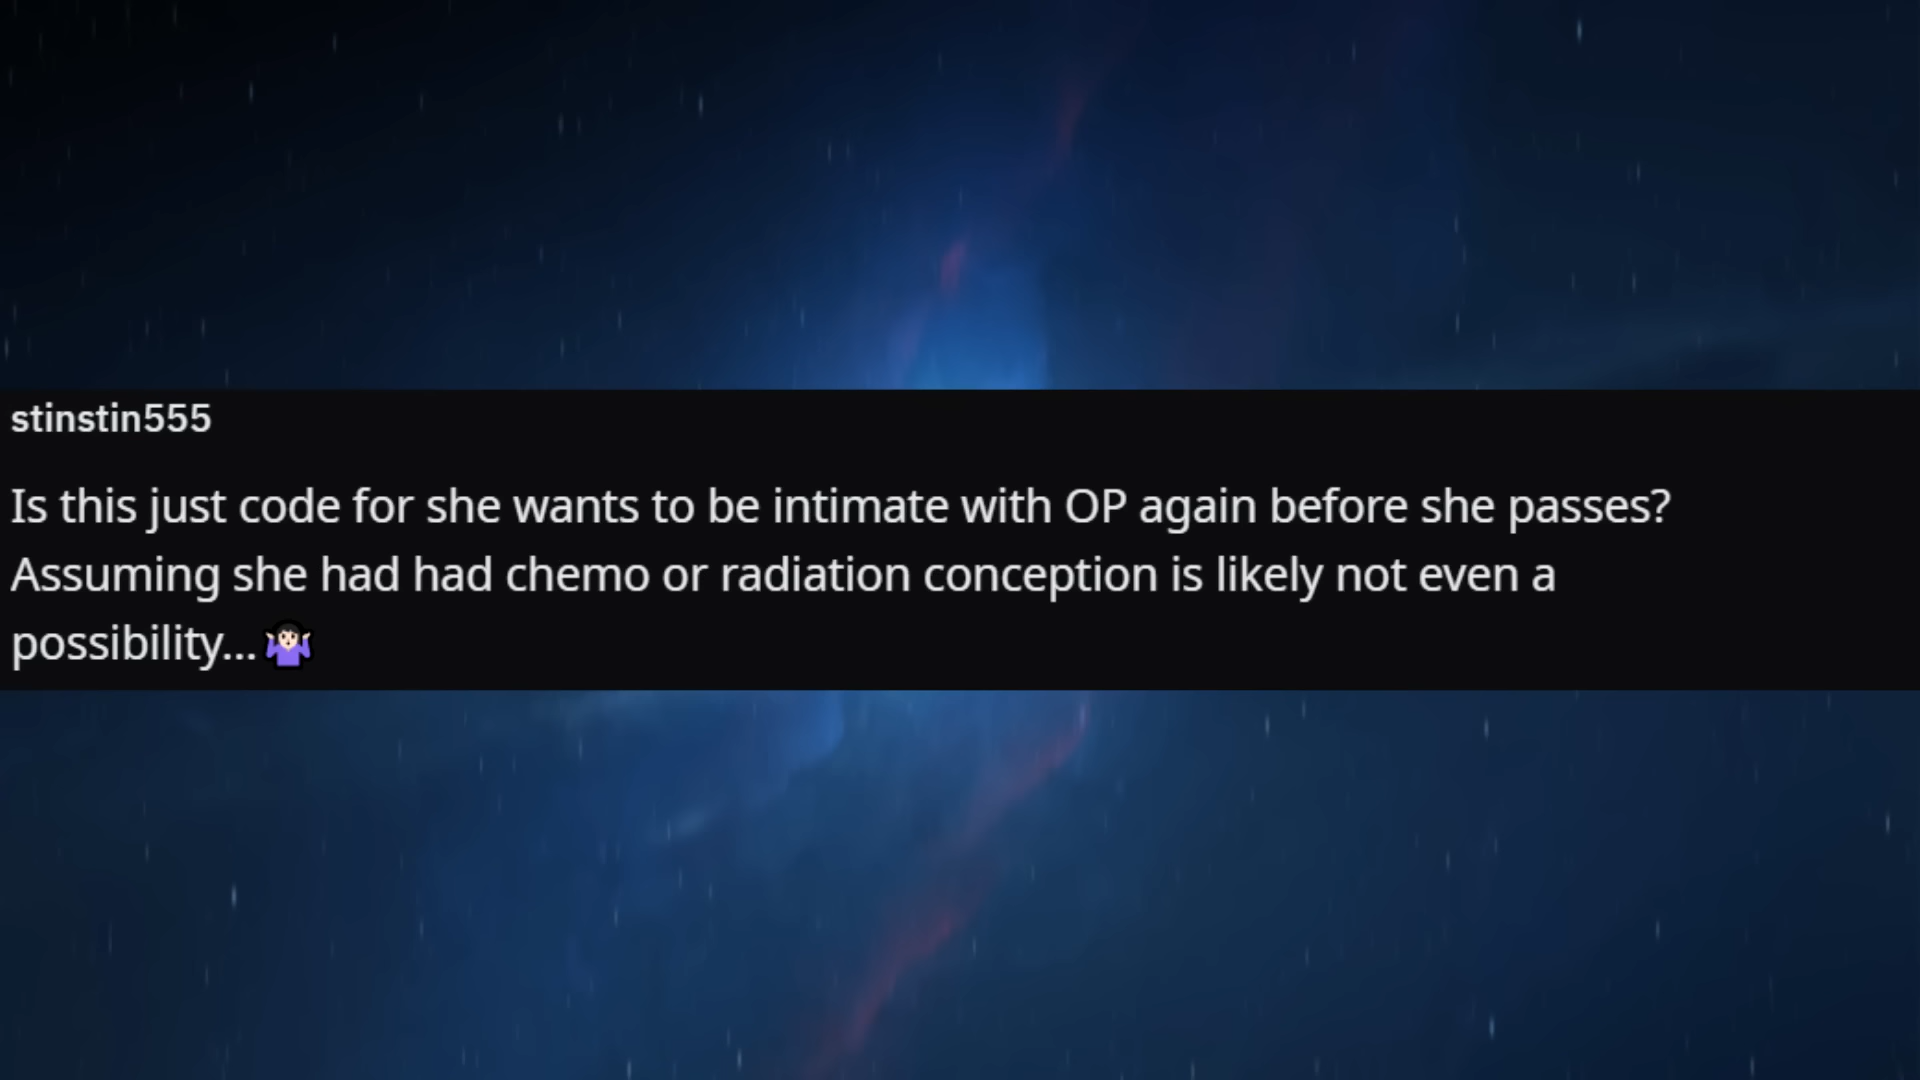 stinstin555
Is this just code for she wants to be intimate with OP again before she passes?
Assuming she had had chemo or radiation conception is likely not even a
possibility...🤷🏻‍♀️